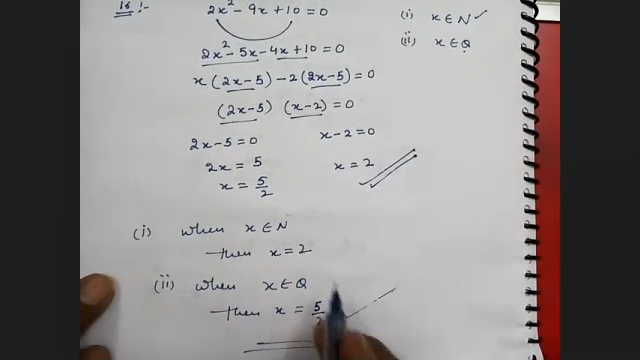 16 :-
2x² - 9x + 10 = 0
(i) x ∈ N ✓
(ii) x ∈ Q
2x² - 5x - 4x + 10 = 0
x (2x - 5) - 2 (2x - 5) = 0
(2x - 5) (x - 2) = 0
2x - 5 = 0
x - 2 = 0
2x = 5
x = 2
x = 5/2
(i) when x ∈ N
then x = 2
(ii) when x ∈ Q
then x = 5/